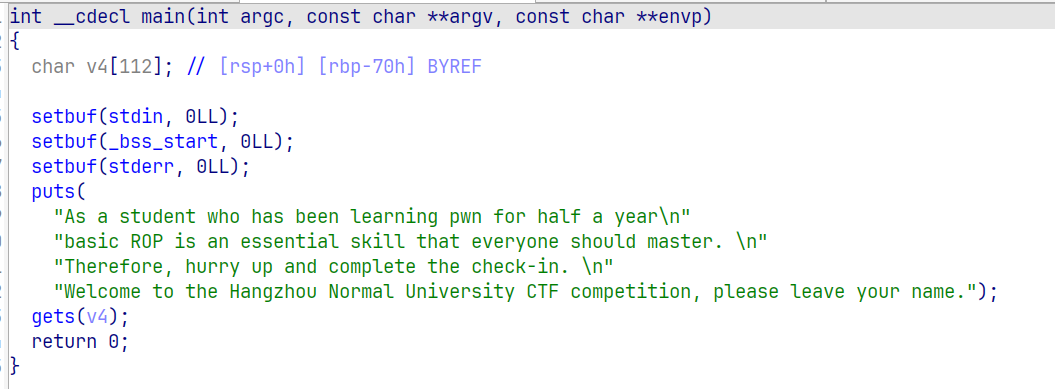 int __cdecl main(int argc, const char **argv, const char **envp)
{
char v4[112]; // [rsp+0h] [rbp-70h] BYREF
setbuf(stdin, 0LL);
setbuf(_bss_start, 0LL);
setbuf(stderr, 0LL);
puts(
"As a student who has been learning pwn for half a year\n"
"basic ROP is an essential skill that everyone should master. \n"
"Therefore, hurry up and complete the check-in. \n"
"Welcome to the Hangzhou Normal University CTF competition, please leave your name.");
gets(v4);
return 0;
}